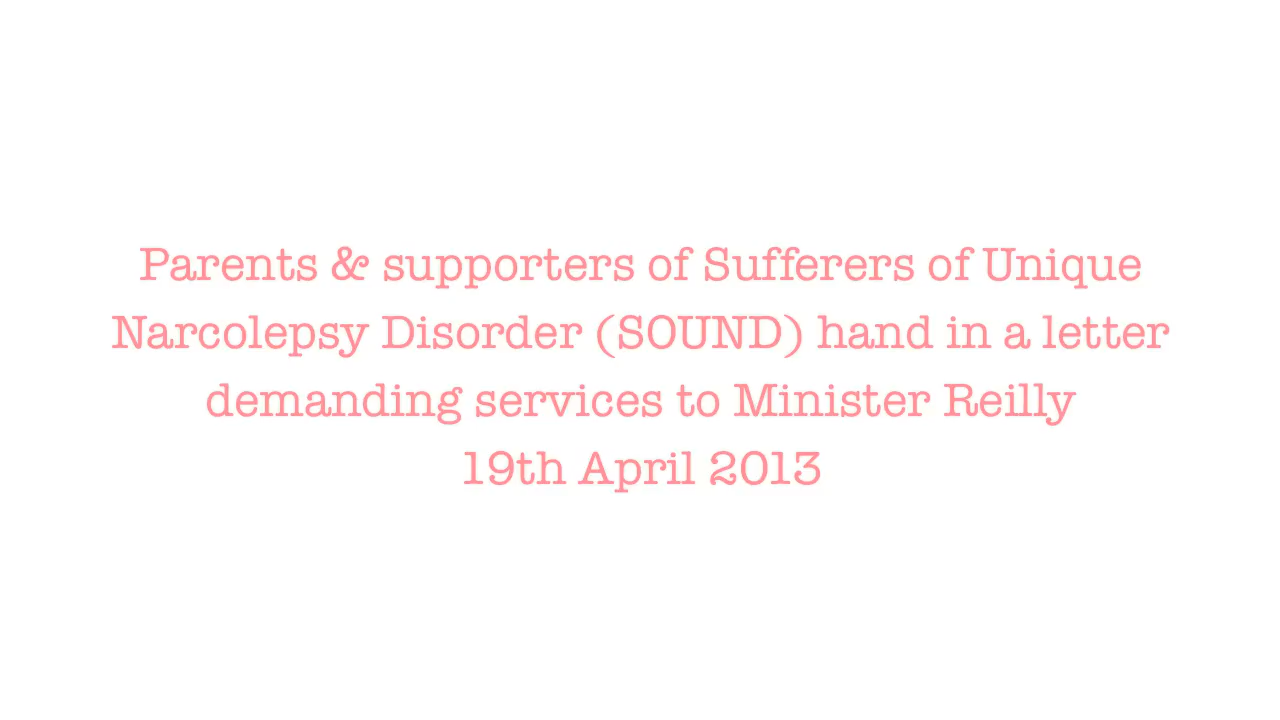 Parents & supporters of Sufferers of Unique
Narcolepsy Disorder (SOUND) hand in a letter
demanding services to Minister Reilly
19th April 2013